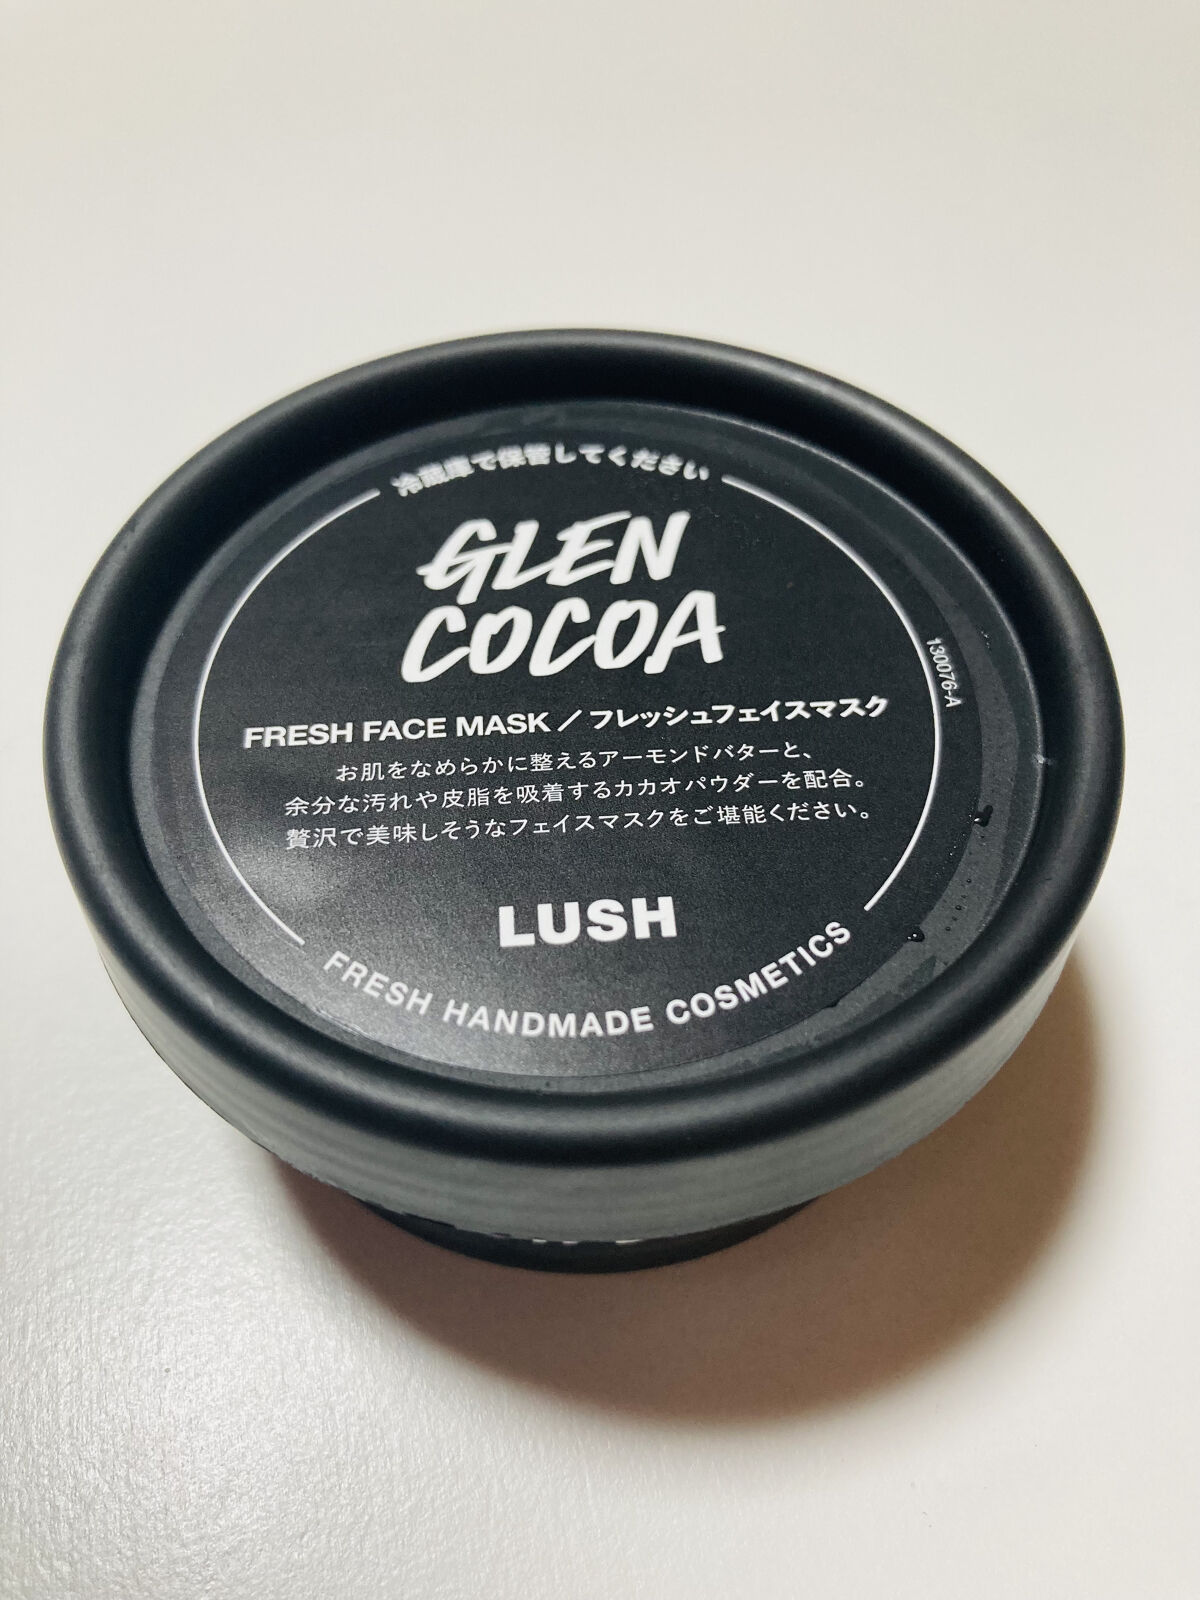 冷蔵庫で保管してください
GLEN
COCOA
130076-A
FRESH FACE MASK / フレッシュフェイスマスク
お肌をなめらかに整えるアーモンドバターと、
余分な汚れや皮脂を吸着するカカオパウダーを配合。
贅沢で美味しそうなフェイスマスクをご堪能ください。
LUSH
FRESH HANDMADE COSMETICS